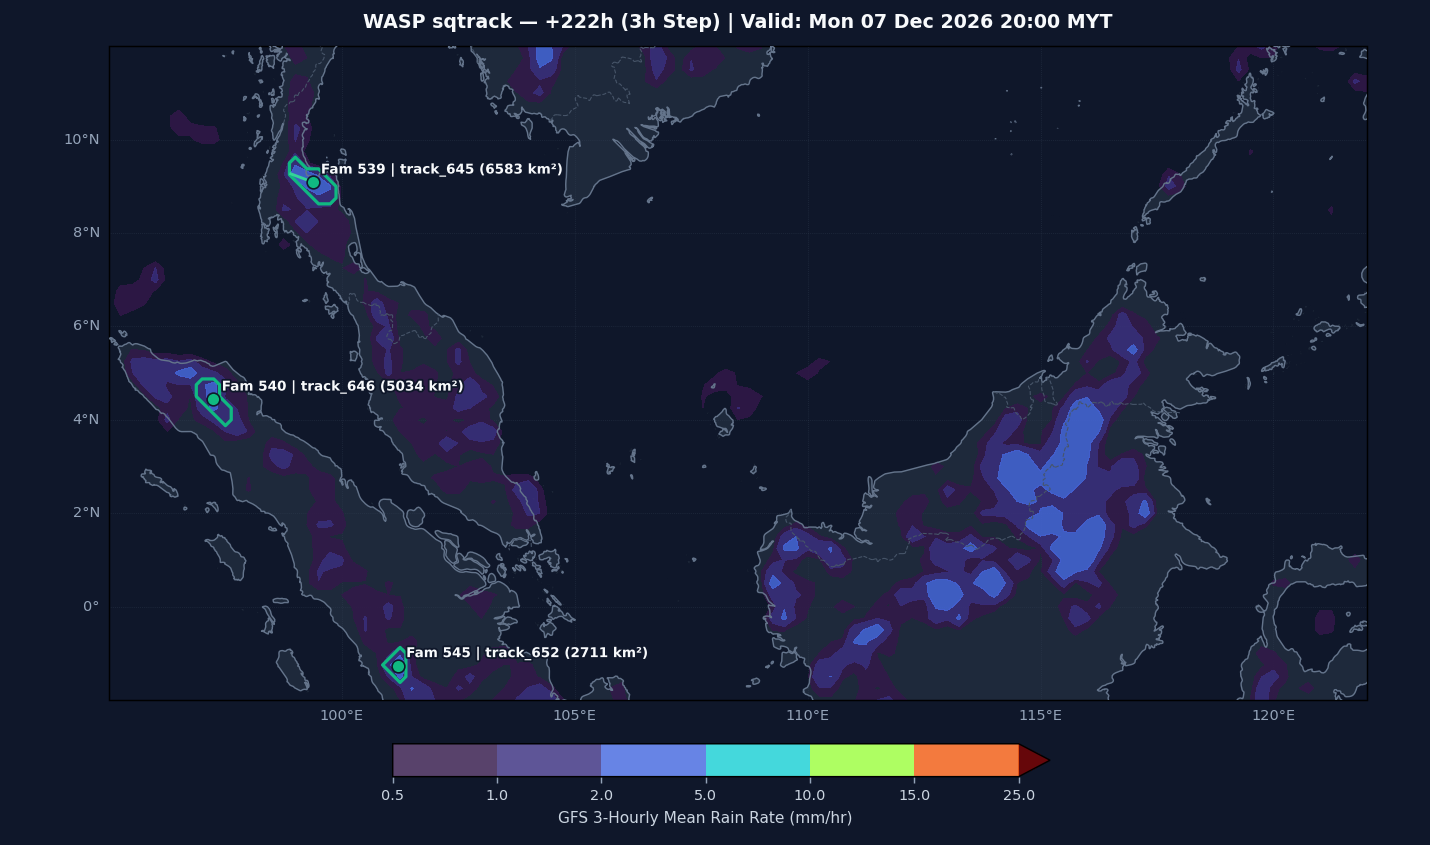 WASP sqtrack — +222h (3h Step) | Valid: Mon 07 Dec 2026 20:00 MYT
10°N
8°N
6°N
4°N
2°N
0°
Fam 539 | track_645 (6583 km²)
Fam 540 | track_646 (5034 km²)
Fam 545 | track_652 (2711 km²)
100°E 105°E 110°E 115°E 120°E
0.5 1.0 2.0 5.0 10.0 15.0 25.0
GFS 3-Hourly Mean Rain Rate (mm/hr)